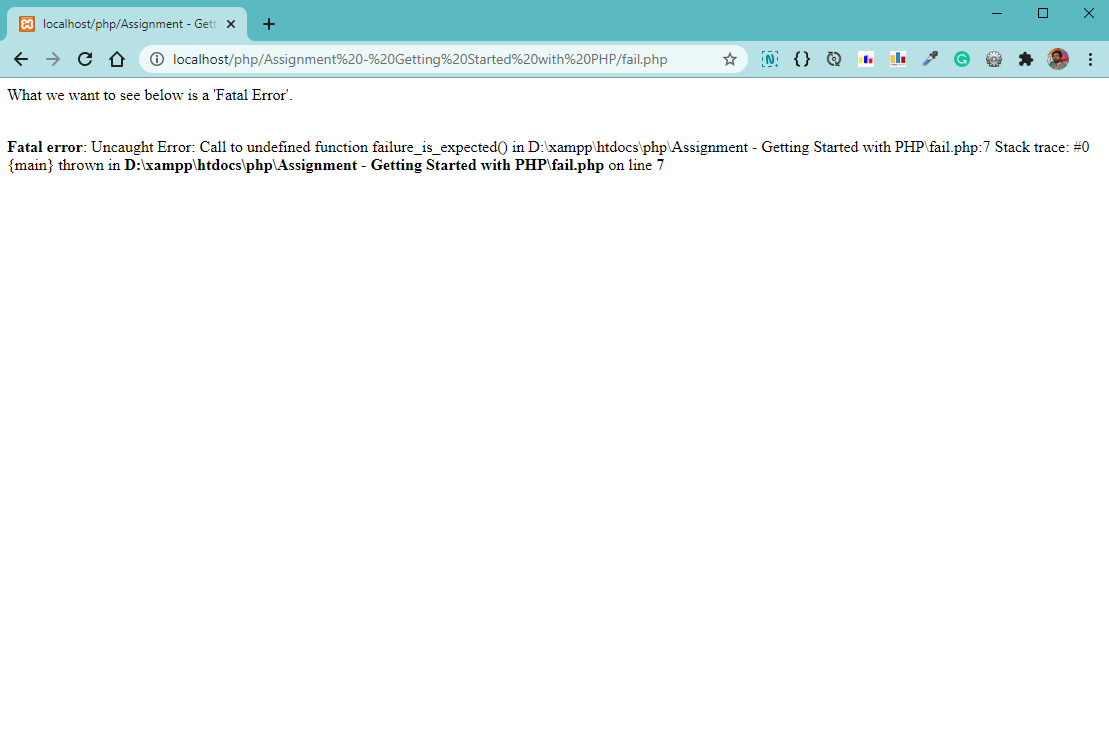 localhost/php/Assignment - Gett
localhost/php/Assignment%20-%20Getting%20Started%20with%20PHP/fail.php
What we want to see below is a 'Fatal Error'.
Fatal error: Uncaught Error: Call to undefined function failure_is_expected() in D:\xampp\htdocs\php\Assignment - Getting Started with PHP\fail.php:7 Stack trace: #0
{main} thrown in D:\xampp\htdocs\php\Assignment - Getting Started with PHP\fail.php on line 7